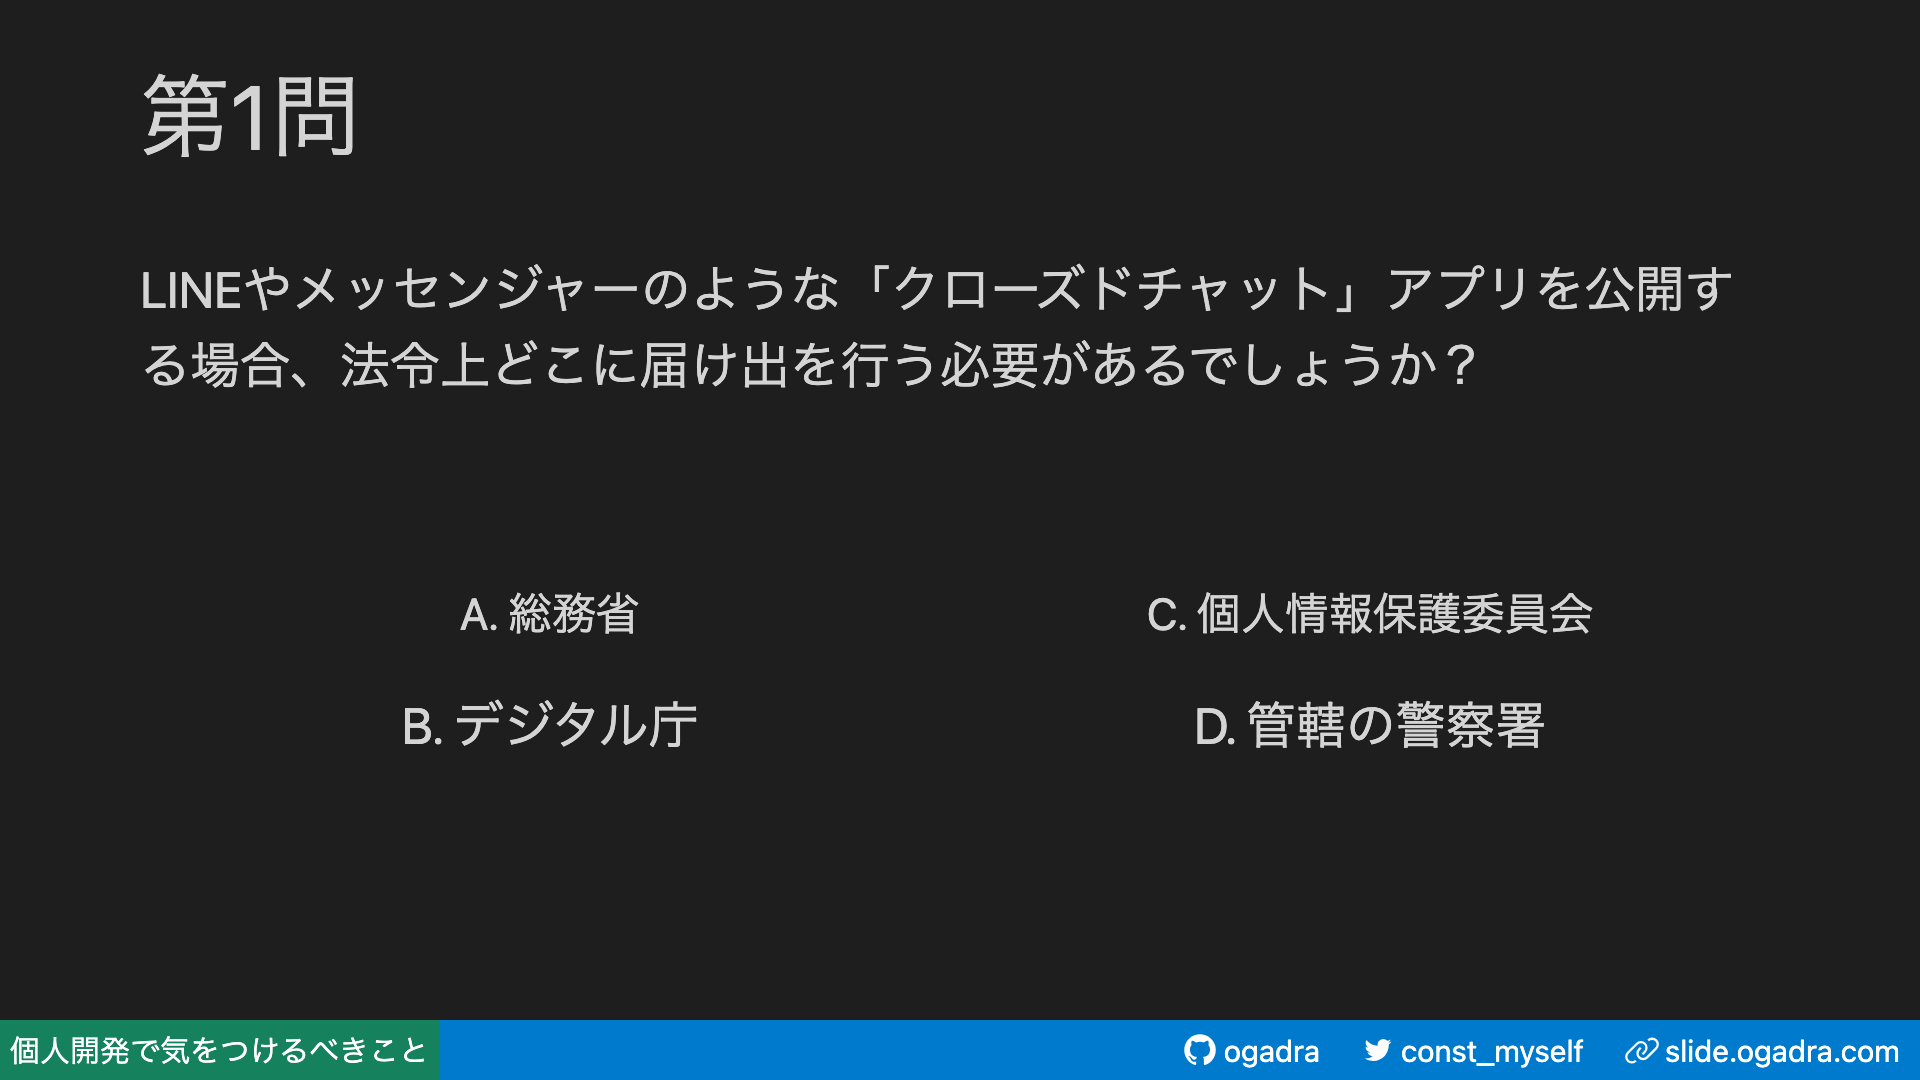 第1問
LINEやメッセンジャーのような「クローズドチャット」アプリを公開す
る場合、法令上どこに届け出を行う必要があるでしょうか？
A. 総務省
B. デジタル庁
C. 個人情報保護委員会
D. 管轄の警察署
個人開発で気をつけるべきこと
ogadra
const_myself
slide.ogadra.com